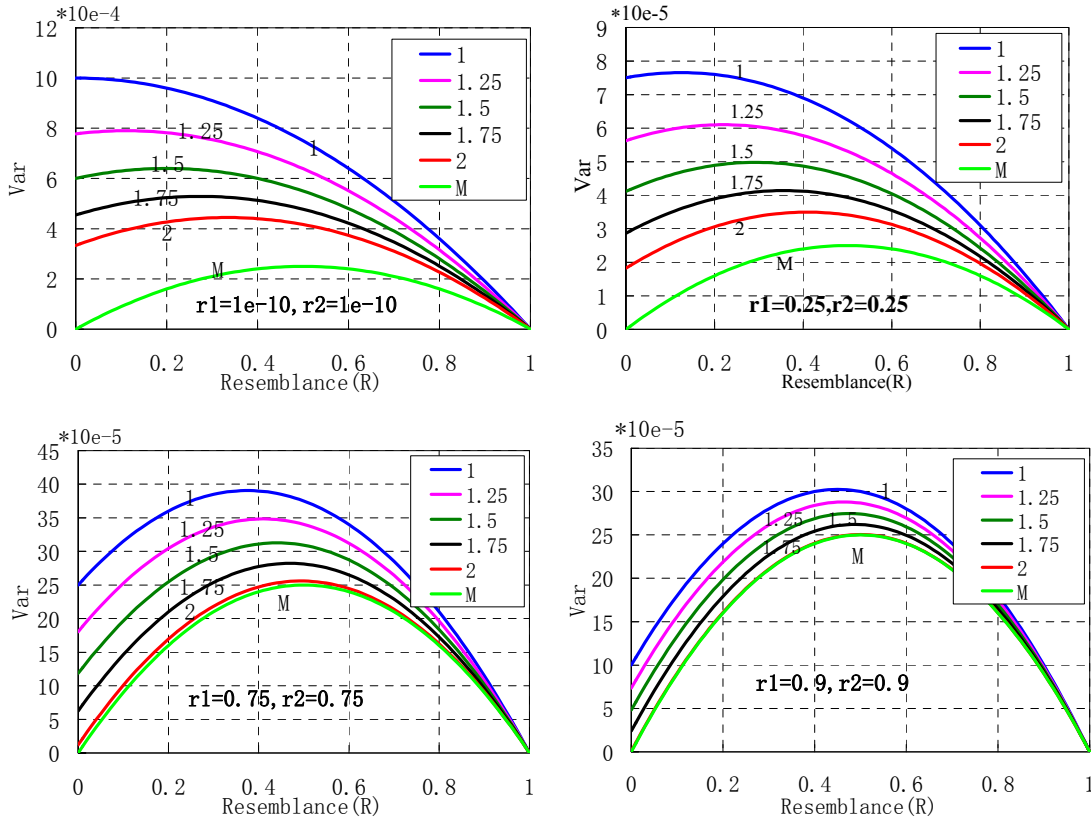 *10e-4
12
10
8
6
4
2
0
Var
1
1.25
1.5
1.75
2
M
1
1.25
1.5
1.75
2
M
r1=1e-10, r2=1e-10
0 0.2 0.4 0.6 0.8 1
Resemblance(R)
*10e-5
9
8
7
6
5
4
3
2
1
0
Var
1
1.25
1.5
1.75
2
M
1
1.25
1.5
1.75
2
M
r1=0.25,r2=0.25
0 0.2 0.4 0.6 0.8 1
Resemblance(R)
*10e-5
45
40
35
30
25
20
15
10
5
0
Var
1
1.25
1.5
1.75
2
M
1
1.25
1.5
1.75
2
M
r1=0.75, r2=0.75
0 0.2 0.4 0.6 0.8 1
Resemblance(R)
*10e-5
35
30
25
20
15
10
5
0
Var
1
1.25
1.5
1.75
M
1
1.25
1.5
1.75
2
M
r1=0.9, r2=0.9
0 0.2 0.4 0.6 0.8 1
Resemblance(R)